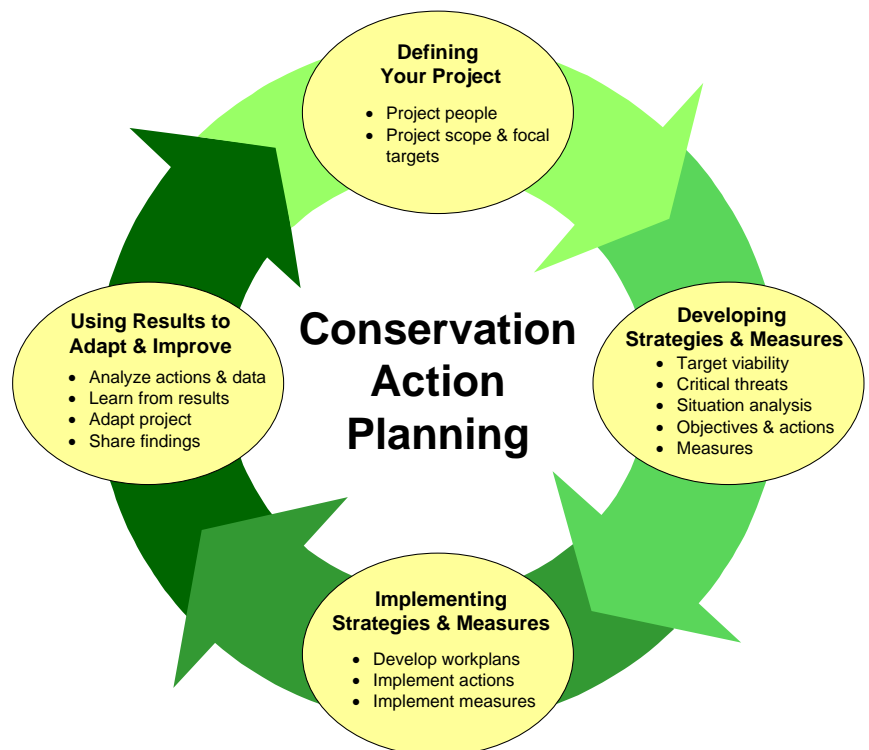 Defining
Your Project
• Project people
• Project scope & focal
targets
Developing
Strategies & Measures
• Target viability
• Critical threats
• Situation analysis
• Objectives & actions
• Measures
Implementing
Strategies & Measures
• Develop workplans
• Implement actions
• Implement measures
Using Results to
Adapt & Improve
• Analyze actions & data
• Learn from results
• Adapt project
• Share findings
Conservation
Action
Planning